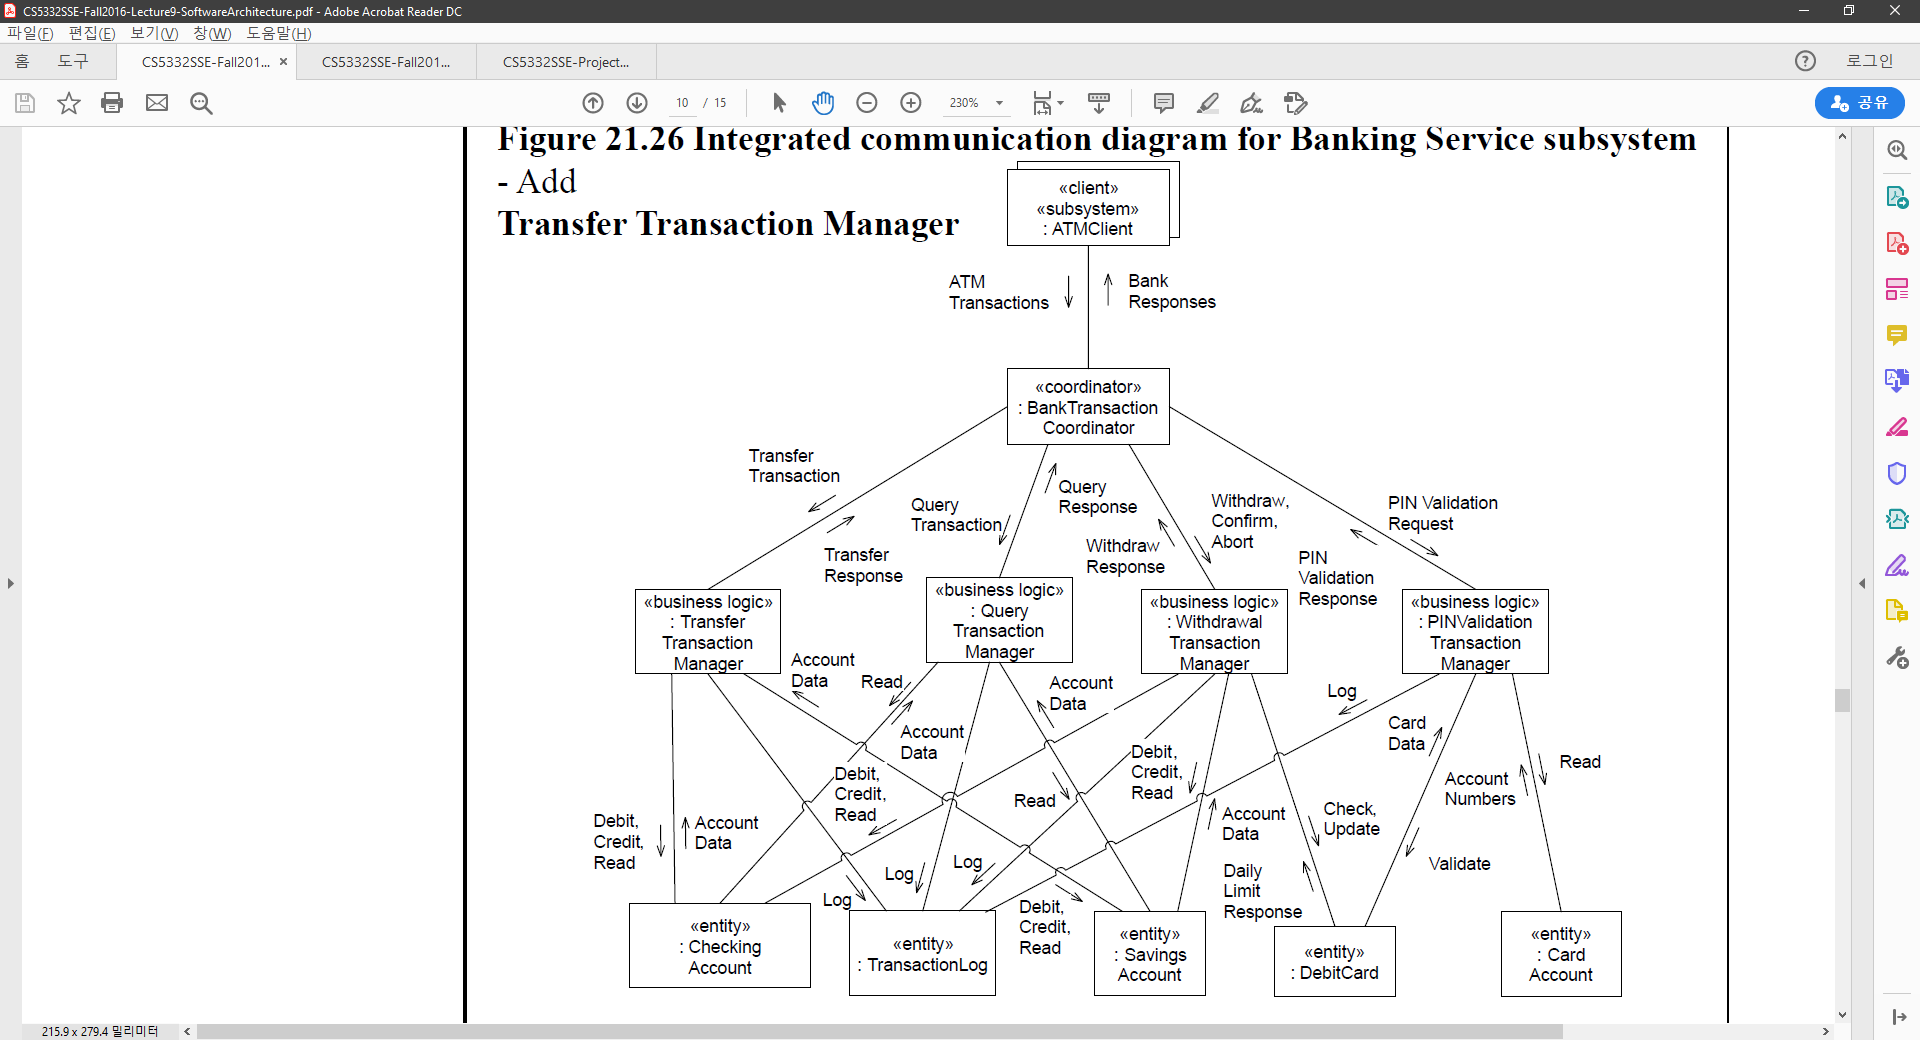 CS5332SSE-Fall2016-Lecture9-SoftwareArchitecture.pdf - Adobe Acrobat Reader DC
파일(F) 편집(E) 보기(V) 창(W) 도움말(H)
홈 도구 CS5332SSE-Fall201... × CS5332SSE-Fall201... CS5332SSE-Project... 로그인
10 / 15 230% 공유
Figure 21.26 Integrated communication diagram for Banking Service subsystem
- Add
Transfer Transaction Manager
«client»
«subsystem»
: ATMClient
ATM
Transactions
Bank
Responses
«coordinator»
: BankTransaction
Coordinator
Transfer
Transaction
Transfer
Response
Query
Transaction
Query
Response
Withdraw
Response
Withdraw,
Confirm,
Abort
PIN
Validation
Response
PIN Validation
Request
«business logic»
: Transfer
Transaction
Manager
«business logic»
: Query
Transaction
Manager
«business logic»
: Withdrawal
Transaction
Manager
«business logic»
: PINValidation
Transaction
Manager
Account
Data
Read
Account
Data
Account
Data
Log
Card
Data
Read
Debit,
Credit,
Read
Debit,
Credit,
Read
Read
Account
Numbers
Debit,
Credit,
Read
Account
Data
Account
Data
Check,
Update
Validate
Log
Log
Log
Debit,
Credit,
Read
Daily
Limit
Response
«entity»
: Checking
Account
«entity»
: TransactionLog
«entity»
: Savings
Account
«entity»
: DebitCard
«entity»
: Card
Account
215.9 x 279.4 밀리미터